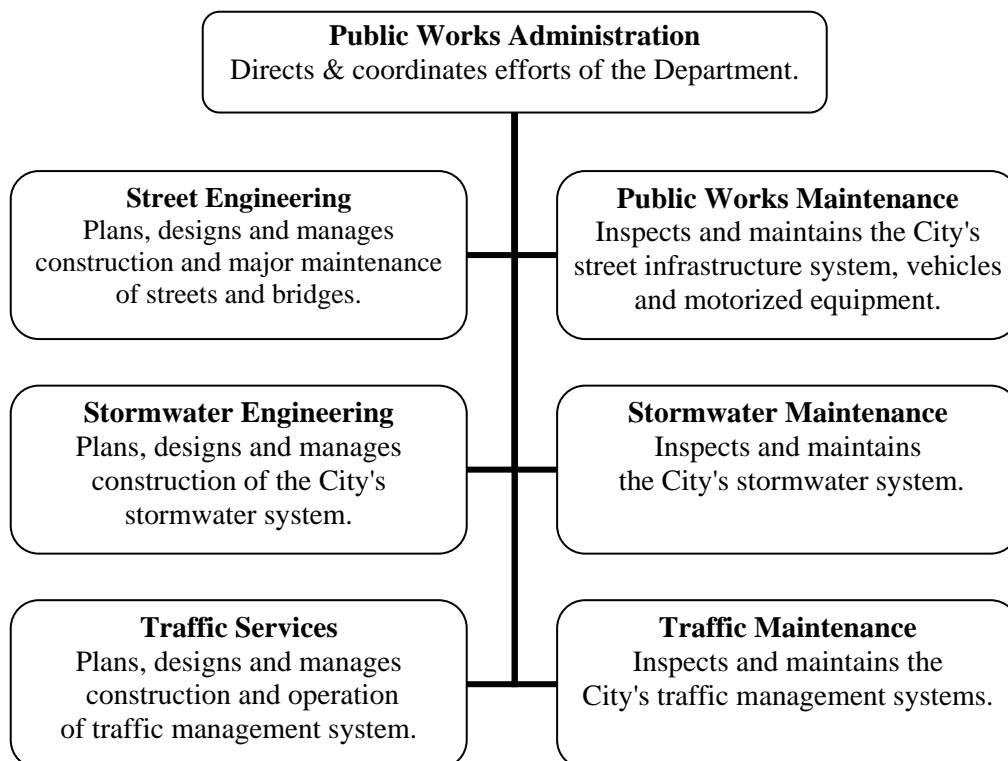 Public Works Administration
Directs & coordinates efforts of the Department.
Street Engineering
Plans, designs and manages
construction and major maintenance
of streets and bridges.
Public Works Maintenance
Inspects and maintains the City's
street infrastructure system, vehicles
and motorized equipment.
Stormwater Engineering
Plans, designs and manages
construction of the City's
stormwater system.
Stormwater Maintenance
Inspects and maintains
the City's stormwater system.
Traffic Services
Plans, designs and manages
construction and operation
of traffic management system.
Traffic Maintenance
Inspects and maintains the
City's traffic management systems.